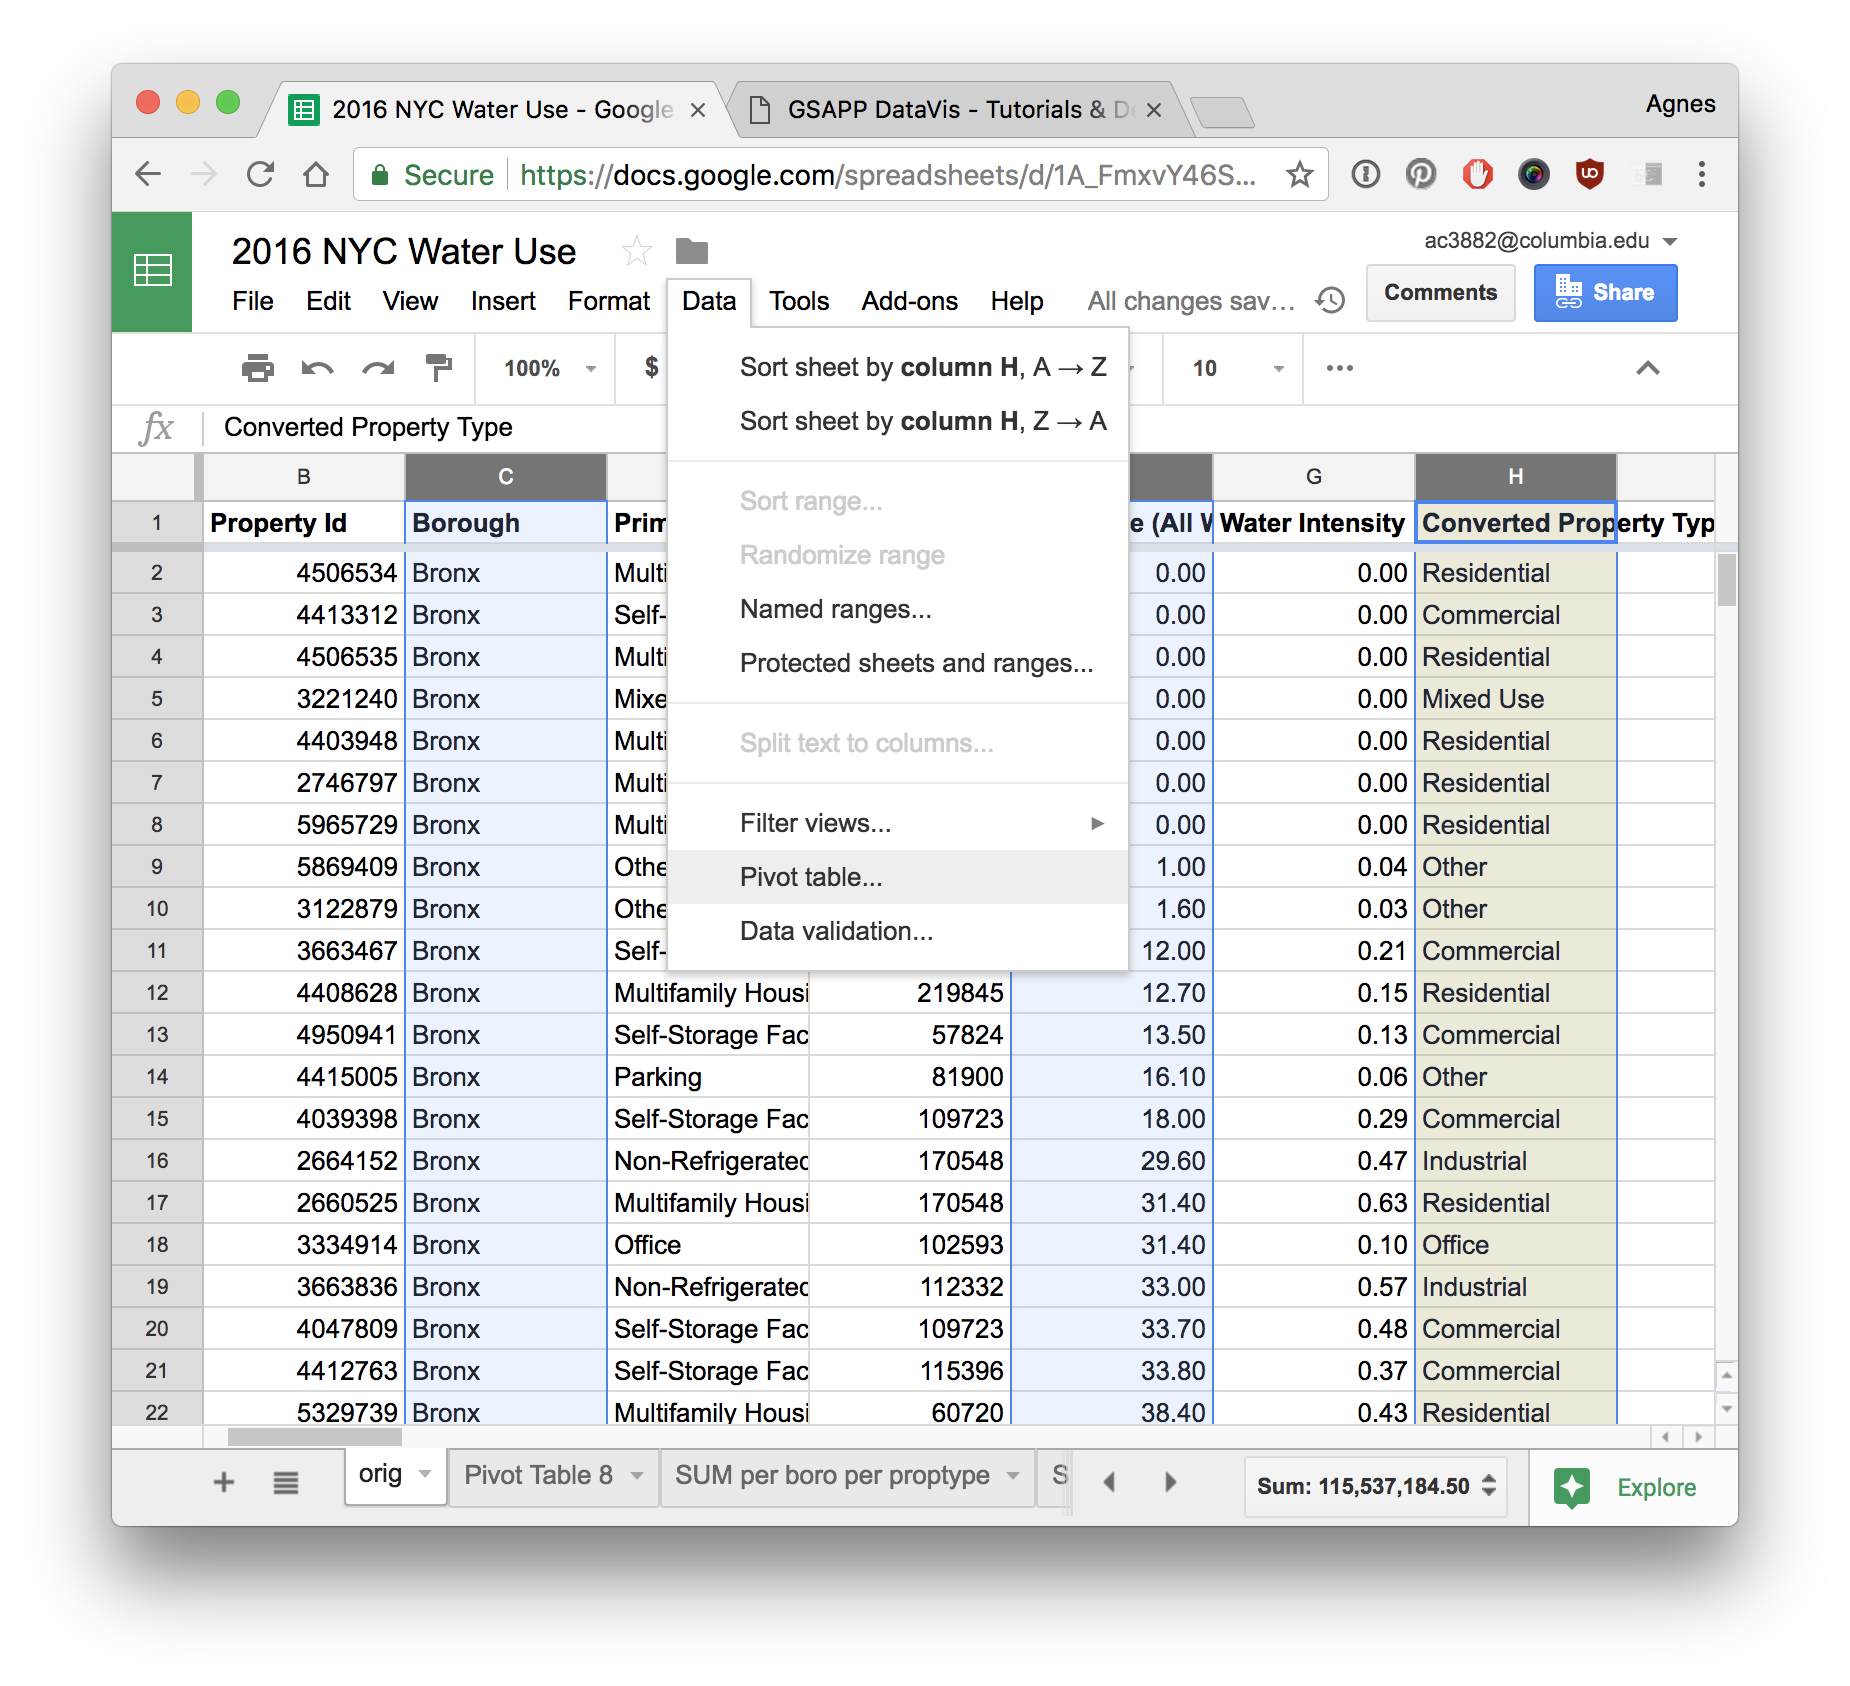 2016 NYC Water Use - Google
GSAPP DataVis - Tutorials & De
Agnes
Secure https://docs.google.com/spreadsheets/d/1A_FmxvY46S...
2016 NYC Water Use
ac3882@columbia.edu
File Edit View Insert Format Data Tools Add-ons Help All changes sav...
Comments
Share
100% $ 10
fx Converted Property Type
Sort sheet by column H, A → Z
Sort sheet by column H, Z → A
Sort range...
Randomize range
Named ranges...
Protected sheets and ranges...
Split text to columns...
Filter views...
Pivot table...
Data validation...
B C G H
1 Property Id Borough Prim e (All W Water Intensity Converted Property Typ
2 4506534 Bronx Multi 0.00 0.00 Residential
3 4413312 Bronx Self- 0.00 0.00 Commercial
4 4506535 Bronx Multi 0.00 0.00 Residential
5 3221240 Bronx Mixe 0.00 0.00 Mixed Use
6 4403948 Bronx Multi 0.00 0.00 Residential
7 2746797 Bronx Multi 0.00 0.00 Residential
8 5965729 Bronx Multi 0.00 0.00 Residential
9 5869409 Bronx Othe 1.00 0.04 Other
10 3122879 Bronx Othe 1.60 0.03 Other
11 3663467 Bronx Self- 12.00 0.21 Commercial
12 4408628 Bronx Multifamily Housi 219845 12.70 0.15 Residential
13 4950941 Bronx Self-Storage Fac 57824 13.50 0.13 Commercial
14 4415005 Bronx Parking 81900 16.10 0.06 Other
15 4039398 Bronx Self-Storage Fac 109723 18.00 0.29 Commercial
16 2664152 Bronx Non-Refrigerated 170548 29.60 0.47 Industrial
17 2660525 Bronx Multifamily Housi 170548 31.40 0.63 Residential
18 3334914 Bronx Office 102593 31.40 0.10 Office
19 3663836 Bronx Non-Refrigerated 112332 33.00 0.57 Industrial
20 4047809 Bronx Self-Storage Fac 109723 33.70 0.48 Commercial
21 4412763 Bronx Self-Storage Fac 115396 33.80 0.37 Commercial
22 5329739 Bronx Multifamily Housi 60720 38.40 0.43 Residential
orig Pivot Table 8 SUM per boro per proptype S
Sum: 115,537,184.50
Explore